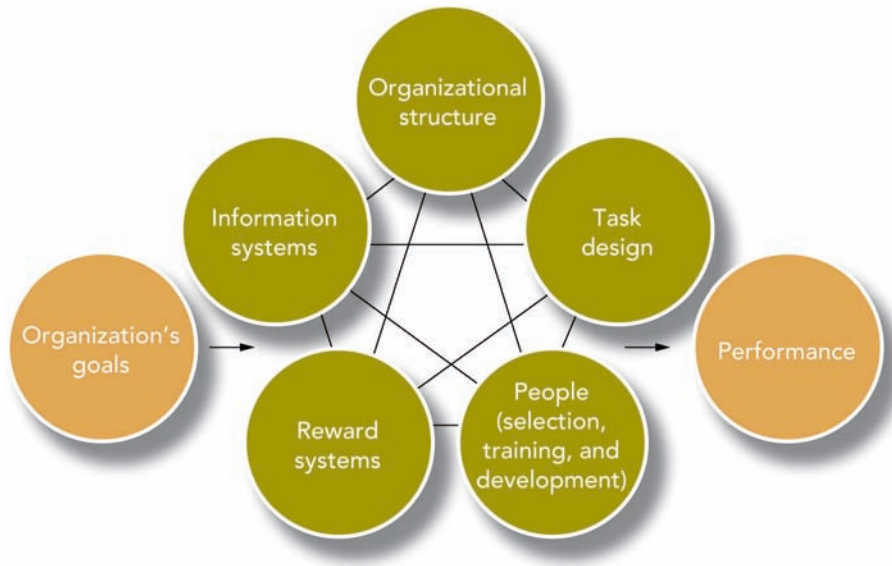 Organizational
structure
Information
systems
Task
design
Organization’s
goals
Performance
Reward
systems
People
(selection,
training, and
development)